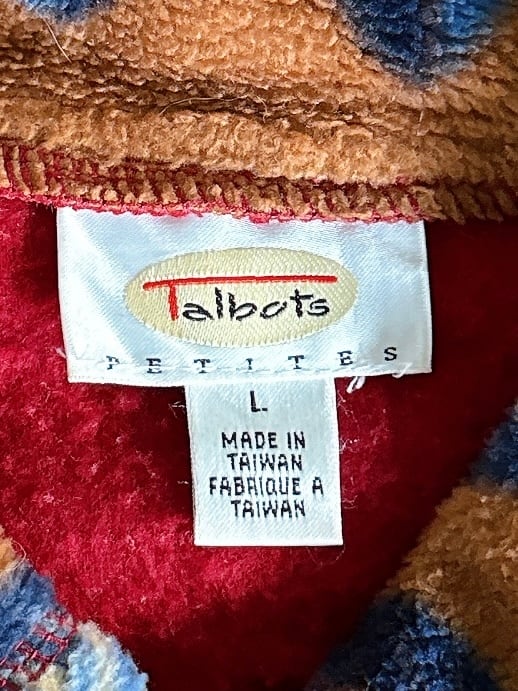 Talbots
PETITES
L
MADE IN
TAIWAN
FABRIQUE A
TAIWAN